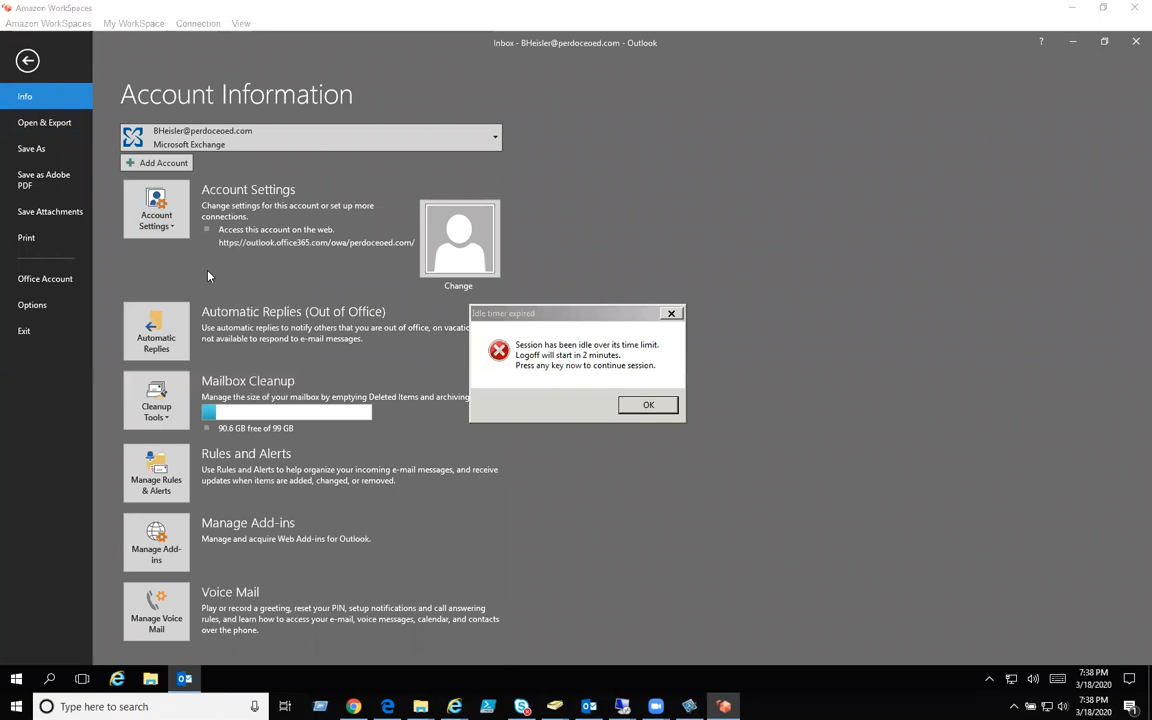 Amazon WorkSpaces
Amazon WorkSpaces My WorkSpace Connection View
Inbox - BHeisler@perdoceoed.com - Outlook
?
Info
Open & Export
Save As
Save as Adobe
PDF
Save Attachments
Print
Office Account
Options
Exit
Account Information
BHeisler@perdoceoed.com
Microsoft Exchange
Add Account
Account
Settings
Account Settings
Change settings for this account or set up more
connections.
Access this account on the web.
https://outlook.office365.com/owa/perdoceoed.com/
Change
Automatic
Replies
Automatic Replies (Out of Office)
Use automatic replies to notify others that you are out of office, on vacatio
not available to respond to e-mail messages.
Idle timer expired
Session has been idle over its time limit.
Logoff will start in 2 minutes.
Press any key now to continue session.
OK
Cleanup
Tools
Mailbox Cleanup
Manage the size of your mailbox by emptying Deleted Items and archiving.
90.6 GB free of 99 GB
Manage Rules
& Alerts
Rules and Alerts
Use Rules and Alerts to help organize your incoming e-mail messages, and receive
updates when items are added, changed, or removed.
Manage Add-
ins
Manage Add-ins
Manage and acquire Web Add-ins for Outlook.
Manage Voice
Mail
Voice Mail
Play or record a greeting, reset your PIN, setup notifications and call answering
rules, and learn how to access your e-mail, voice messages, calendar, and contacts
over the phone.
7:38 PM
3/18/2020
Type here to search
7:38 PM
3/18/2020